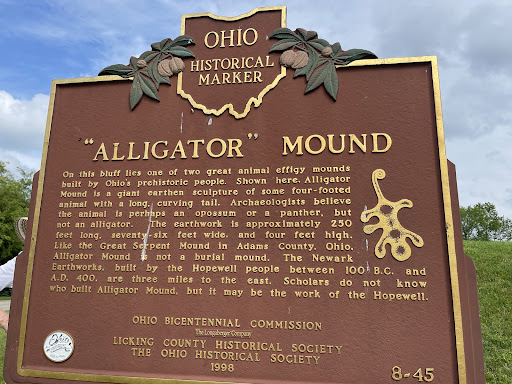 OHIO
HISTORICAL
MARKER
"ALLIGATOR" MOUND
On this bluff lies one of two great animal effigy mounds
built by Ohio's prehistoric people. Shown here, Alligator
Mound is a giant earthen sculpture of some four-footed
animal with a long, curving tail. Archaeologists believe
the animal is perhaps an opossum or a panther, but
not an alligator. The earthwork is approximately 250
feet long, seventy-six feet wide, and four feet high.
Like the Great Serpent Mound in Adams County, Ohio,
Alligator Mound is not a burial mound. The Newark
Earthworks, built by the Hopewell people between 100 B.C. and
A.D. 400, are three miles to the east. Scholars do not know
who built Alligator Mound, but it may be the work of the Hopewell.
OHIO BICENTENNIAL COMMISSION
The Longaberger Company
LICKING COUNTY HISTORICAL SOCIETY
THE OHIO HISTORICAL SOCIETY
1998
8-45
Ohio